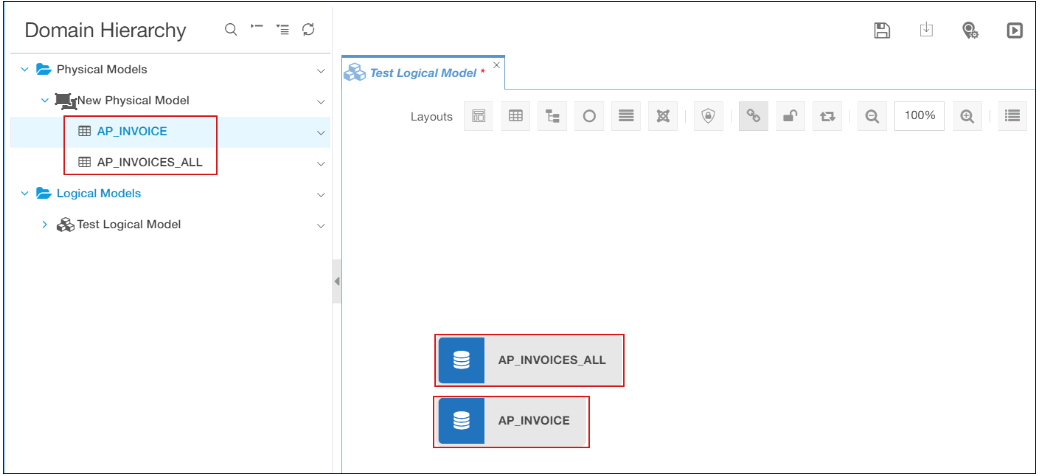 Domain Hierarchy
Physical Models
New Physical Model
AP_INVOICE
AP_INVOICES_ALL
Logical Models
Test Logical Model
Test Logical Model *
Layouts
100%
AP_INVOICES_ALL
AP_INVOICE